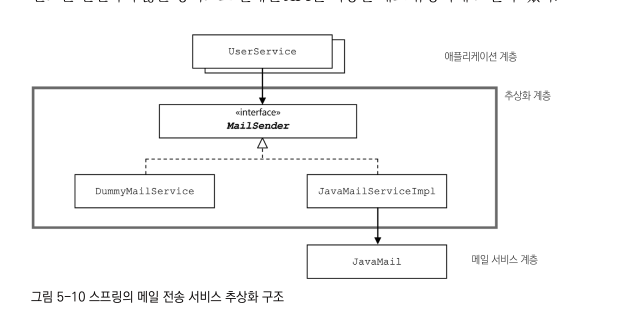 UserService
애플리케이션 계층
추상화 계층
«interface»
MailSender
DummyMailService
JavaMailServiceImpl
JavaMail
메일 서비스 계층
그림 5-10 스프링의 메일 전송 서비스 추상화 구조